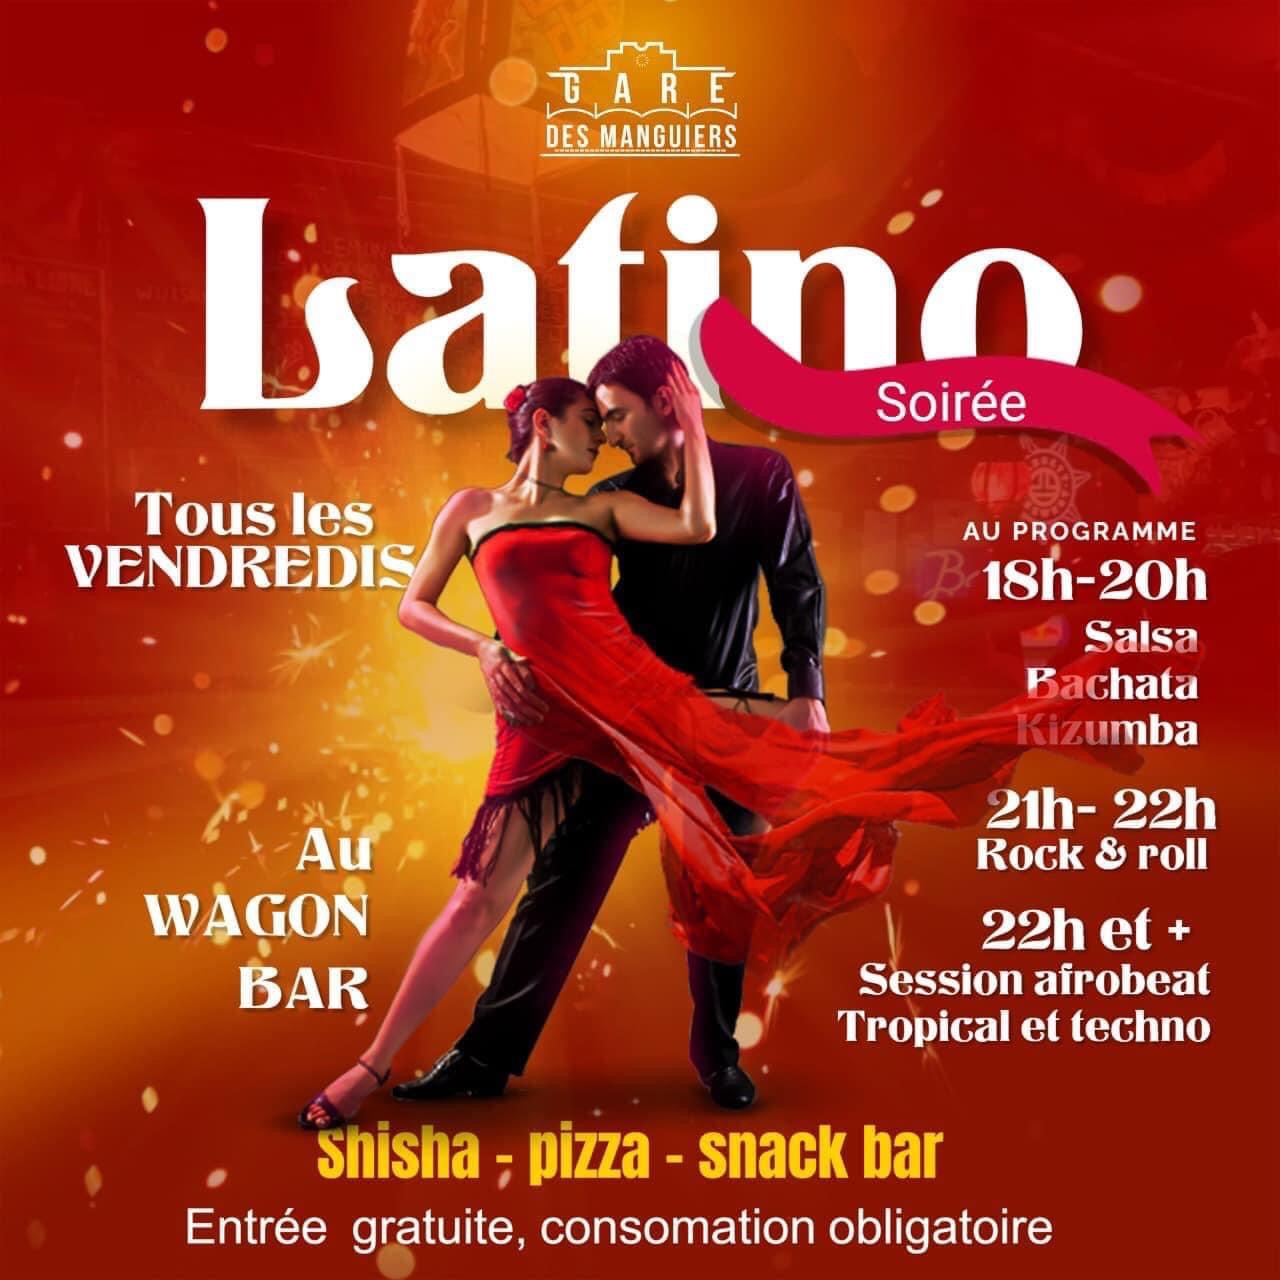 GARE
DES MANGUIERS
Latino
Soirée
Tous les
VENDREDIS
Au
WAGON
BAR
AU PROGRAMME
18h-20h
Salsa
Bachata
Kizumba
21h- 22h
Rock & roll
22h et +
Session afrobeat
Tropical et techno
Shisha - pizza - snack bar
Entrée gratuite, consomation obligatoire